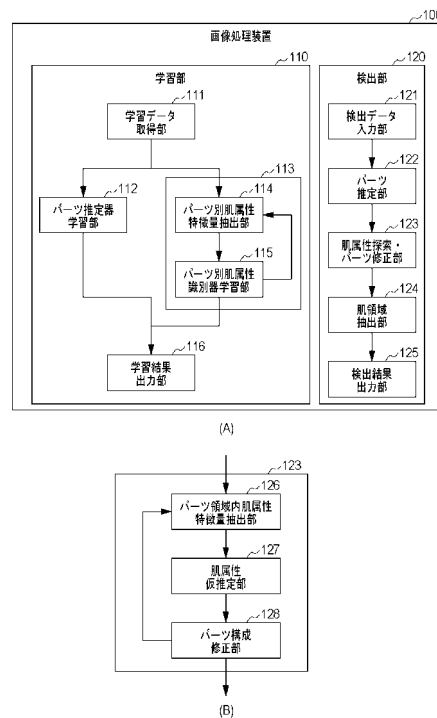 100
画像処理装置
110
学習部
111
学習データ
取得部
112
パーツ推定器
学習部
113
114
パーツ別肌属性
特徴量抽出部
115
パーツ別肌属性
識別器学習部
116
学習結果
出力部
120
検出部
121
検出データ
入力部
122
パーツ
推定部
123
肌属性探索・
パーツ修正部
124
肌領域
抽出部
125
検出結果
出力部
(A)
123
126
パーツ領域内肌属性
特徴量抽出部
127
肌属性
仮推定部
128
パーツ構成
修正部
(B)